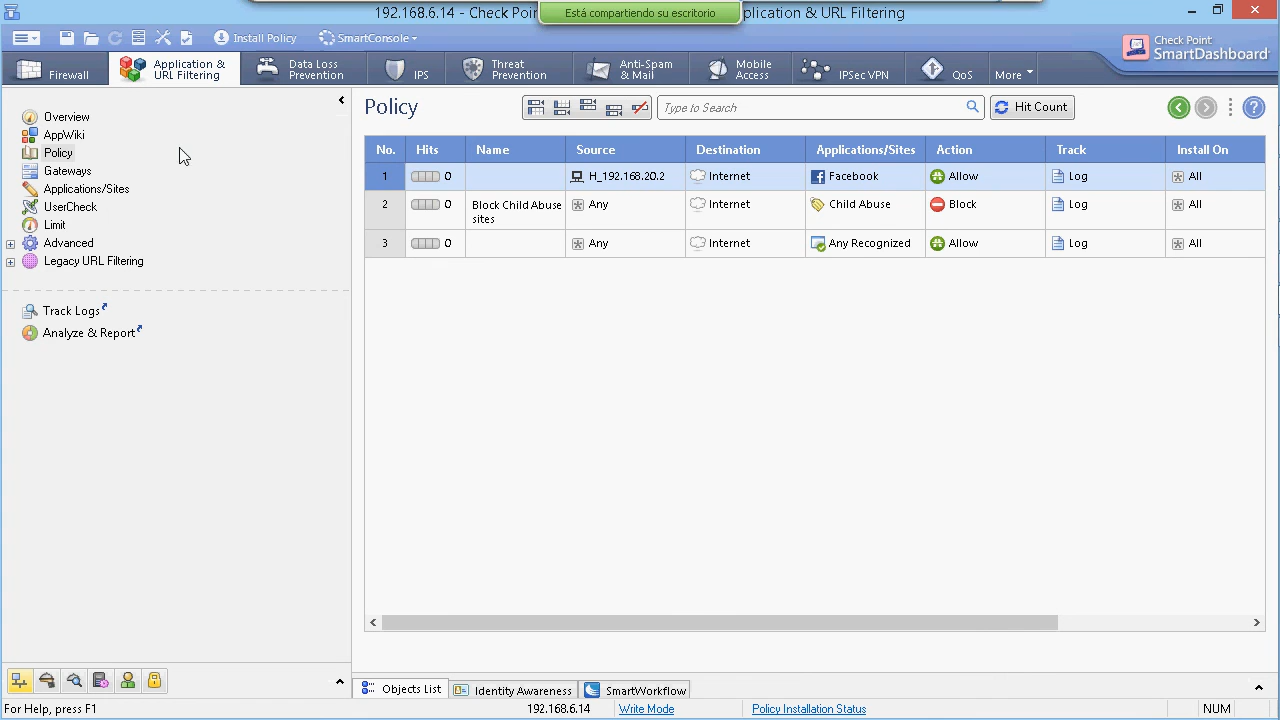 192.168.6.14 - Check Poi
Está compartiendo su escritorio
plication & URL Filtering
Install Policy
SmartConsole
Check Point
SmartDashboard
Firewall
Application &
URL Filtering
Data Loss
Prevention
IPS
Threat
Prevention
Anti-Spam
& Mail
Mobile
Access
IPSec VPN
QoS
More
Overview
AppWiki
Policy
Gateways
Applications/Sites
UserCheck
Limit
Advanced
Legacy URL Filtering
Track Logs
Analyze & Report
Policy
Type to Search
Hit Count
No. Hits Name Source Destination Applications/Sites Action Track Install On
1 0 H_192.168.20.2 Internet Facebook Allow Log All
2 0 Block Child Abuse Any Internet Child Abuse Block Log All
sites
3 0 Any Internet Any Recognized Allow Log All
Objects List
Identity Awareness
SmartWorkflow
For Help, press F1
192.168.6.14
Write Mode
Policy Installation Status
NUM